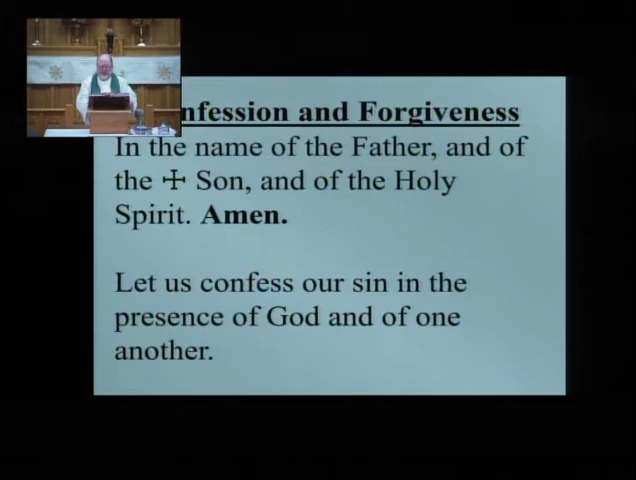 nfession and Forgiveness
In the name of the Father, and of
the ☩ Son, and of the Holy
Spirit. Amen.
Let us confess our sin in the
presence of God and of one
another.